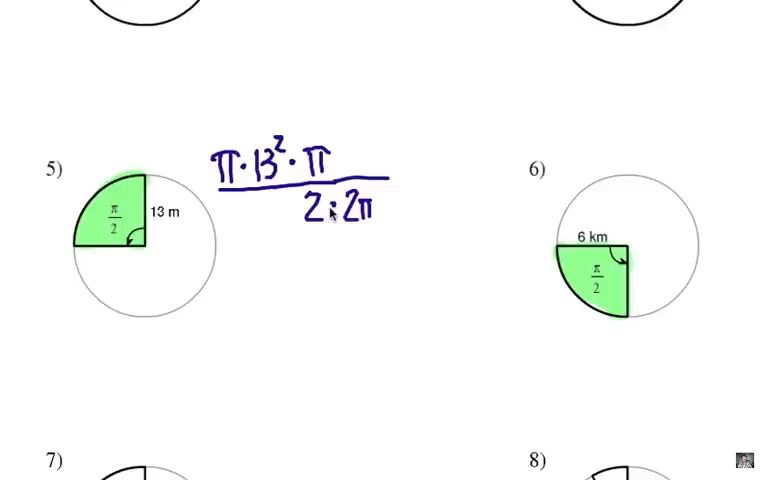 5)
π · 13² · π
2 · 2π
π/2
13 m
6)
6 km
π/2
7)
8)